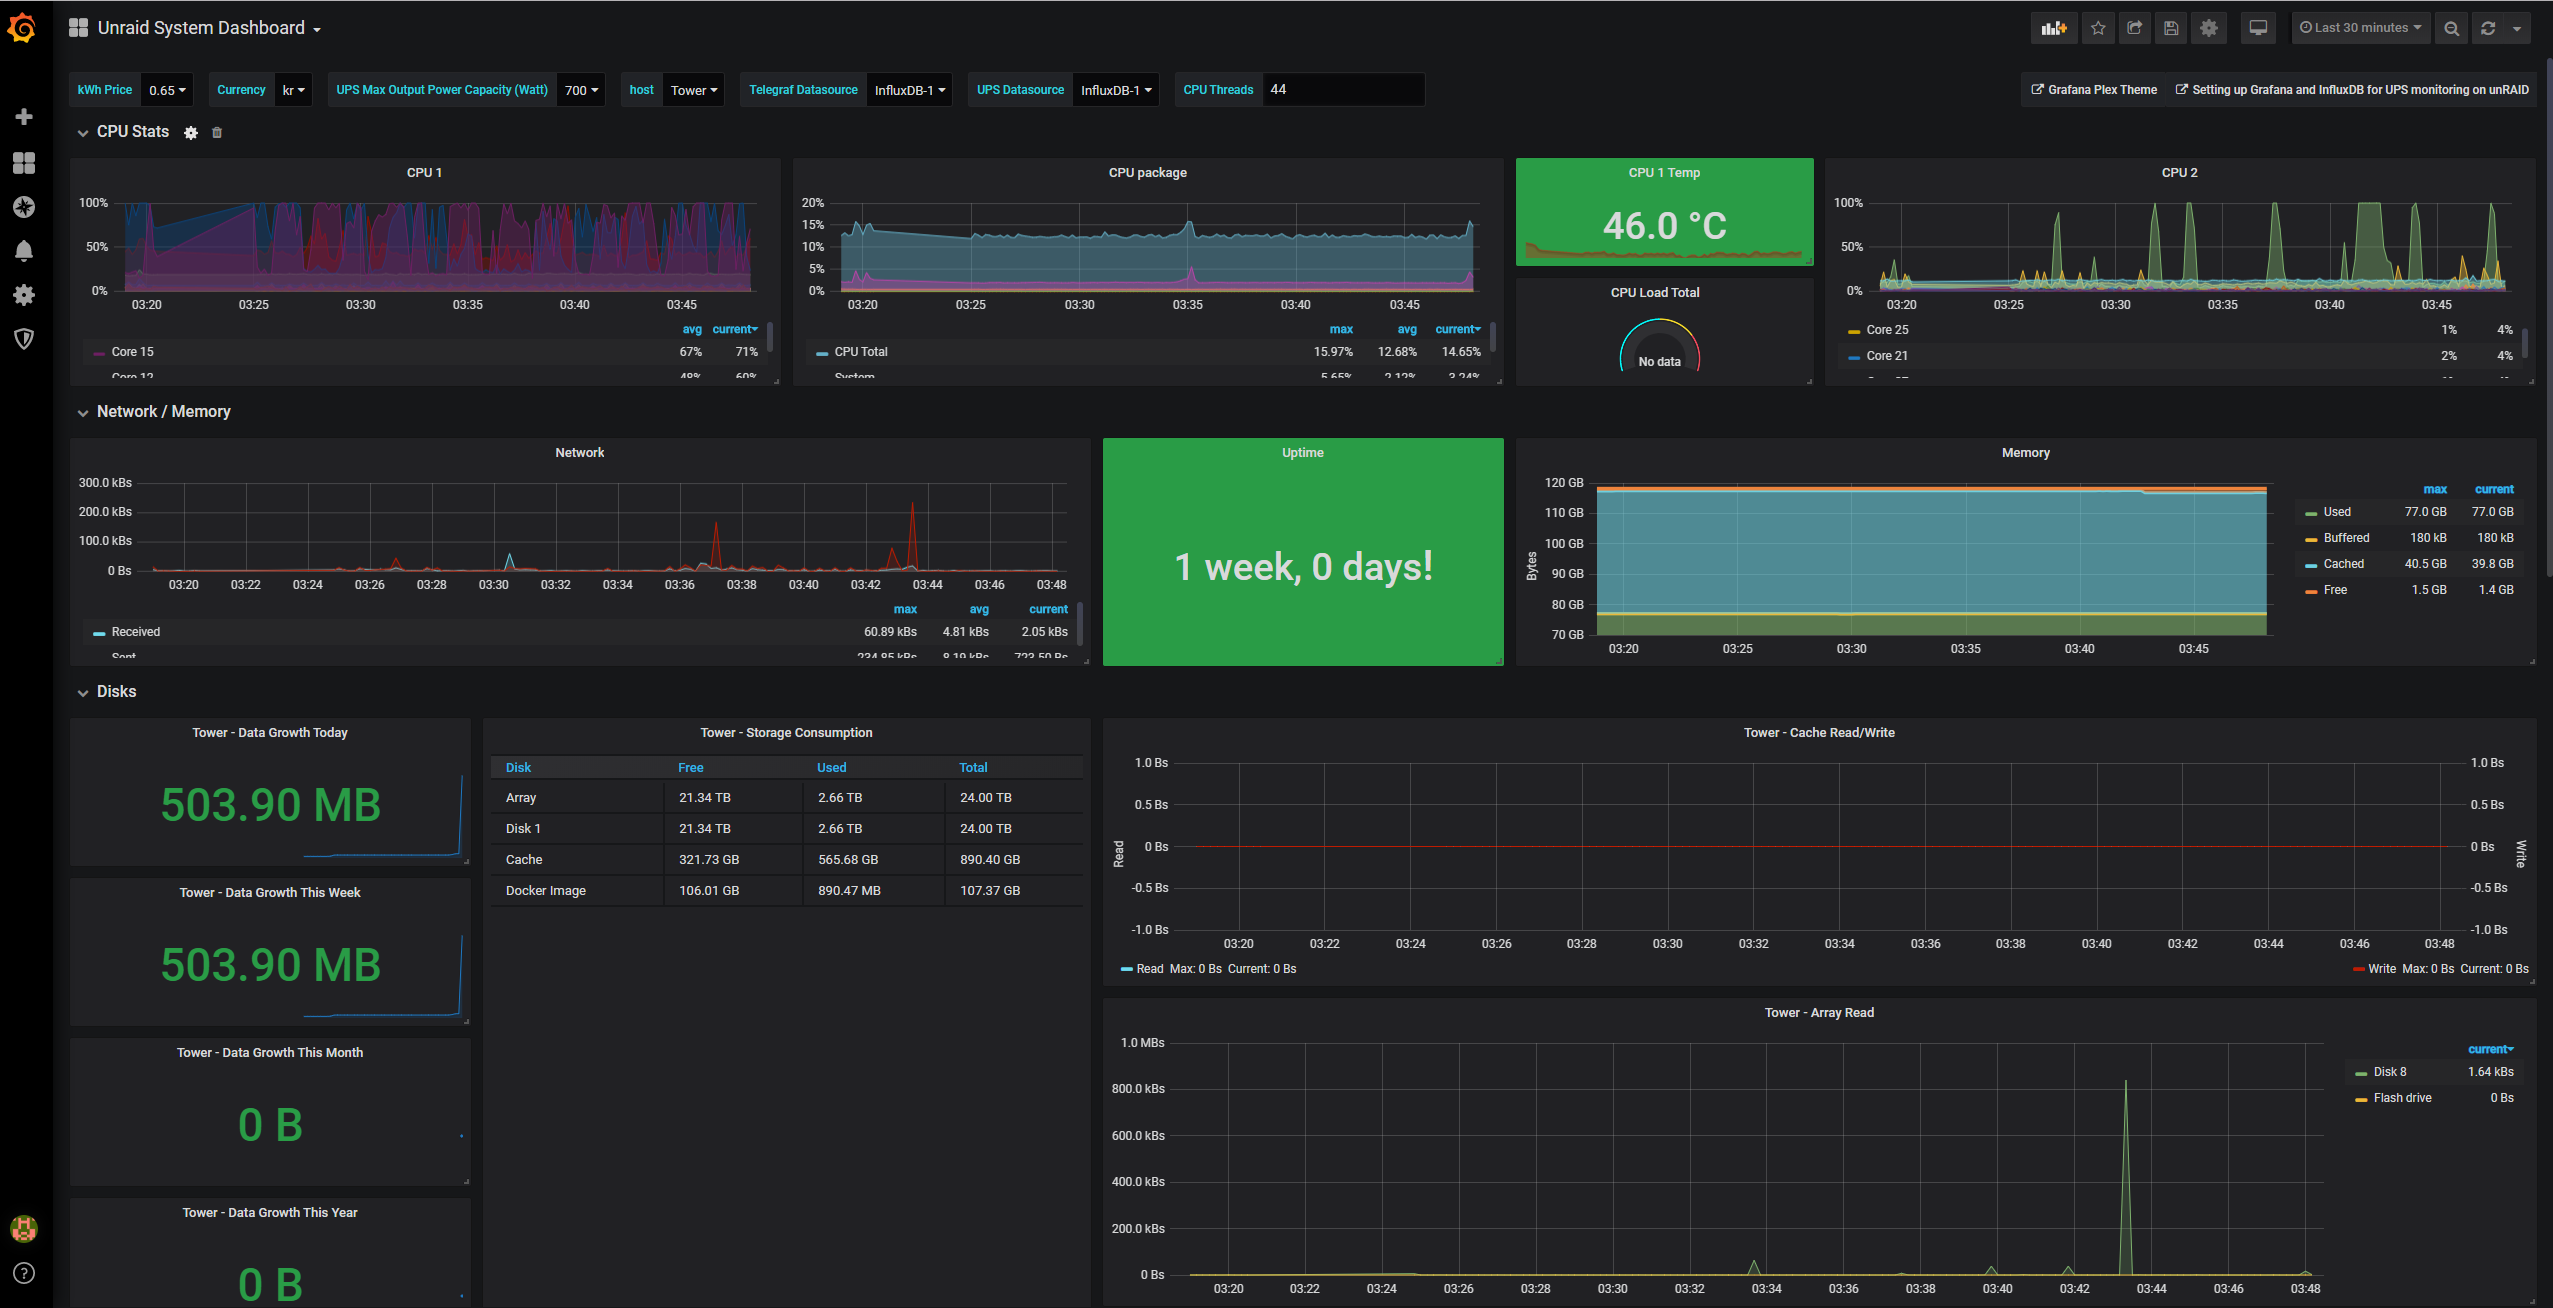 Unraid System Dashboard
Last 30 minutes
kWh Price 0.65 Currency kr UPS Max Output Power Capacity (Watt) 700 host Tower Telegraf Datasource InfluxDB-1 UPS Datasource InfluxDB-1 CPU Threads 44
Grafana Plex Theme Setting up Grafana and InfluxDB for UPS monitoring on unRAID
CPU Stats
CPU 1
100%
50%
0%
03:20 03:25 03:30 03:35 03:40 03:45
avg current
Core 15 67% 71%
Core 12 48% 60%
CPU package
20%
15%
10%
5%
0%
03:20 03:25 03:30 03:35 03:40 03:45
max avg current
CPU Total 15.97% 12.68% 14.65%
System 5.65% 2.12% 3.24%
CPU 1 Temp
46.0 °C
CPU Load Total
No data
CPU 2
100%
50%
0%
03:20 03:25 03:30 03:35 03:40 03:45
Core 25 1% 4%
Core 21 2% 4%
Network / Memory
Network
300.0 kBs
200.0 kBs
100.0 kBs
0 Bs
03:20 03:22 03:24 03:26 03:28 03:30 03:32 03:34 03:36 03:38 03:40 03:42 03:44 03:46 03:48
max avg current
Received 60.89 kBs 4.81 kBs 2.05 kBs
Sent 234.85 kBs 8.19 kBs 723.50 Bs
Uptime
1 week, 0 days!
Memory
Bytes
120 GB
110 GB
100 GB
90 GB
80 GB
70 GB
03:20 03:25 03:30 03:35 03:40 03:45
max current
Used 77.0 GB 77.0 GB
Buffered 180 kB 180 kB
Cached 40.5 GB 39.8 GB
Free 1.5 GB 1.4 GB
Disks
Tower - Data Growth Today
503.90 MB
Tower - Data Growth This Week
503.90 MB
Tower - Data Growth This Month
0 B
Tower - Data Growth This Year
0 B
Tower - Storage Consumption
Disk Free Used Total
Array 21.34 TB 2.66 TB 24.00 TB
Disk 1 21.34 TB 2.66 TB 24.00 TB
Cache 321.73 GB 565.68 GB 890.40 GB
Docker Image 106.01 GB 890.47 MB 107.37 GB
Tower - Cache Read/Write
Read
1.0 Bs 1.0 Bs
0.5 Bs 0.5 Bs
0 Bs 0 Bs
-0.5 Bs -0.5 Bs
-1.0 Bs -1.0 Bs
Write
03:20 03:22 03:24 03:26 03:28 03:30 03:32 03:34 03:36 03:38 03:40 03:42 03:44 03:46 03:48
Read Max: 0 Bs Current: 0 Bs Write Max: 0 Bs Current: 0 Bs
Tower - Array Read
1.0 MBs
800.0 kBs
600.0 kBs
400.0 kBs
200.0 kBs
0 Bs
03:20 03:22 03:24 03:26 03:28 03:30 03:32 03:34 03:36 03:38 03:40 03:42 03:44 03:46 03:48
current
Disk 8 1.64 kBs
Flash drive 0 Bs